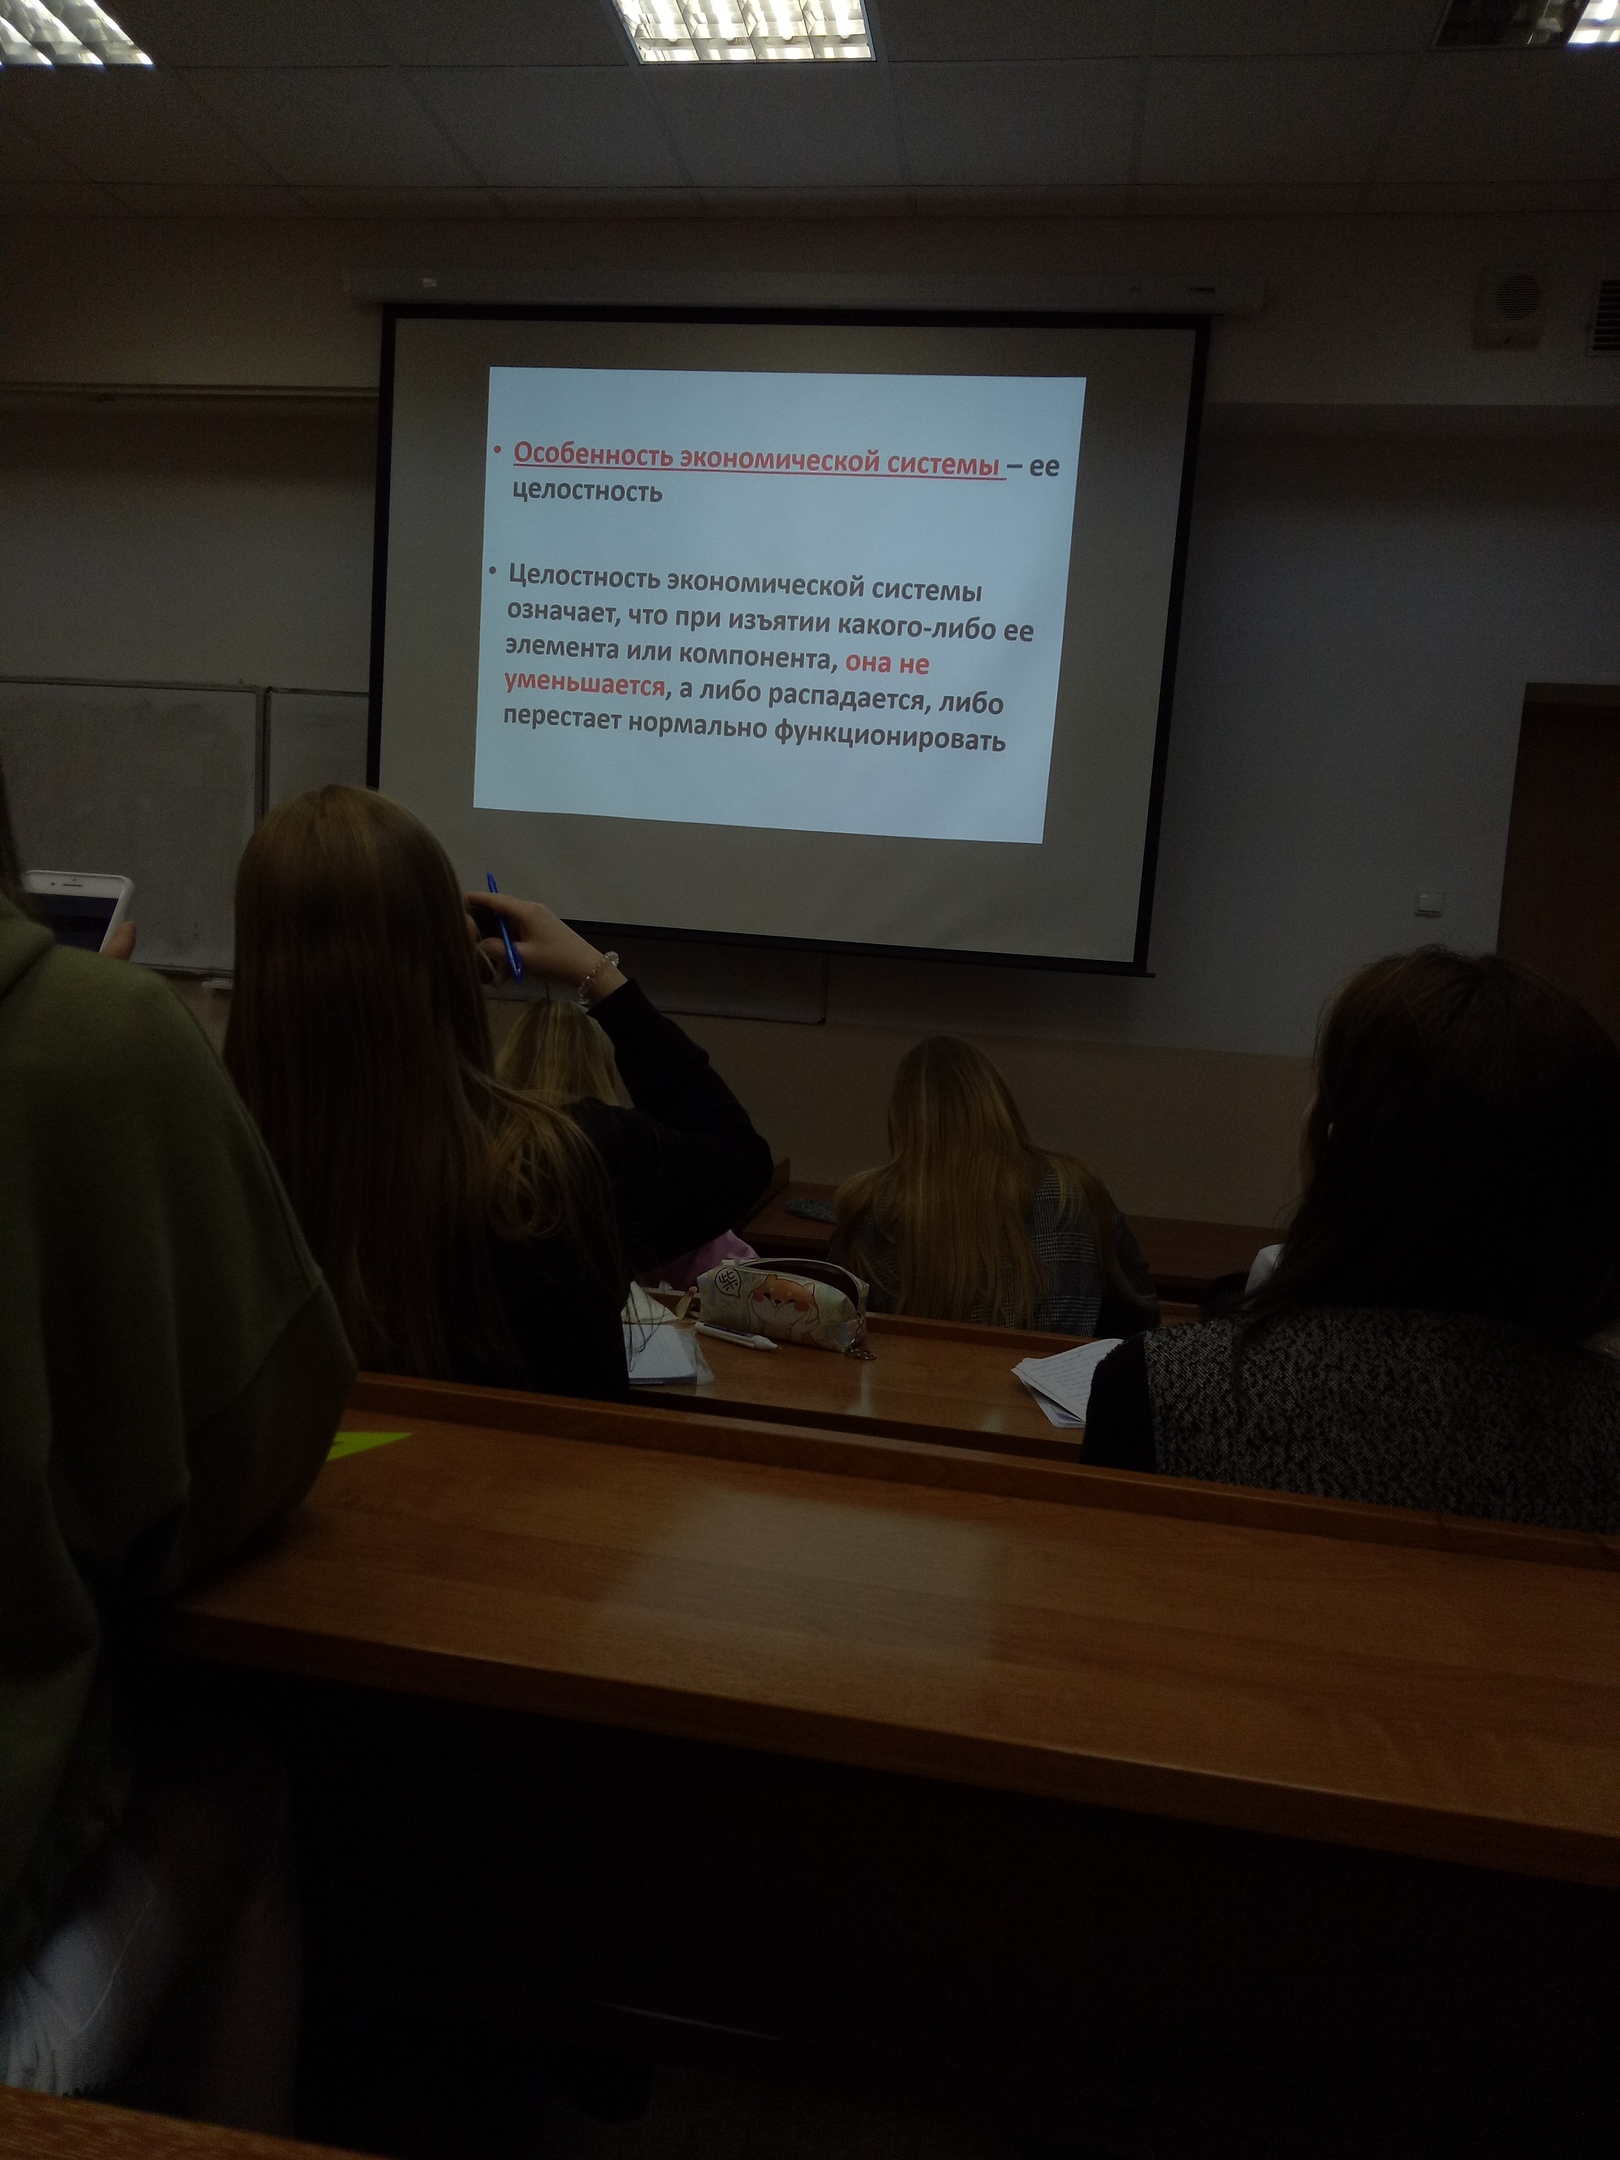 • Особенность экономической системы – ее
целостность
• Целостность экономической системы
означает, что при изъятии какого-либо ее
элемента или компонента, она не
уменьшается, а либо распадается, либо
перестает нормально функционировать